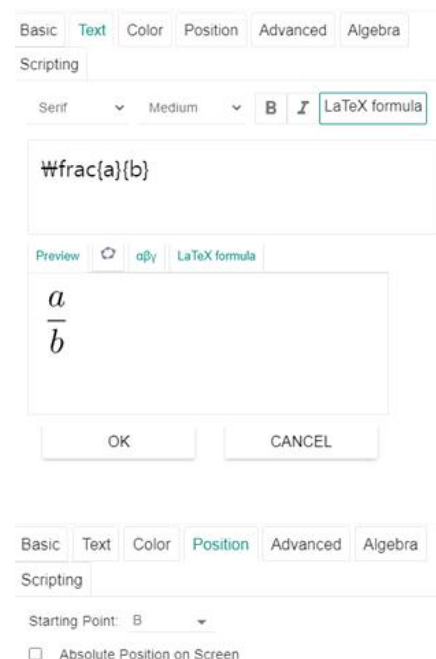 Basic Text Color Position Advanced Algebra
Scripting
Serif Medium B I LaTeX formula
₩frac{a}{b}
Preview αβγ LaTeX formula
a
b
OK CANCEL
Basic Text Color Position Advanced Algebra
Scripting
Starting Point: B
Absolute Position on Screen